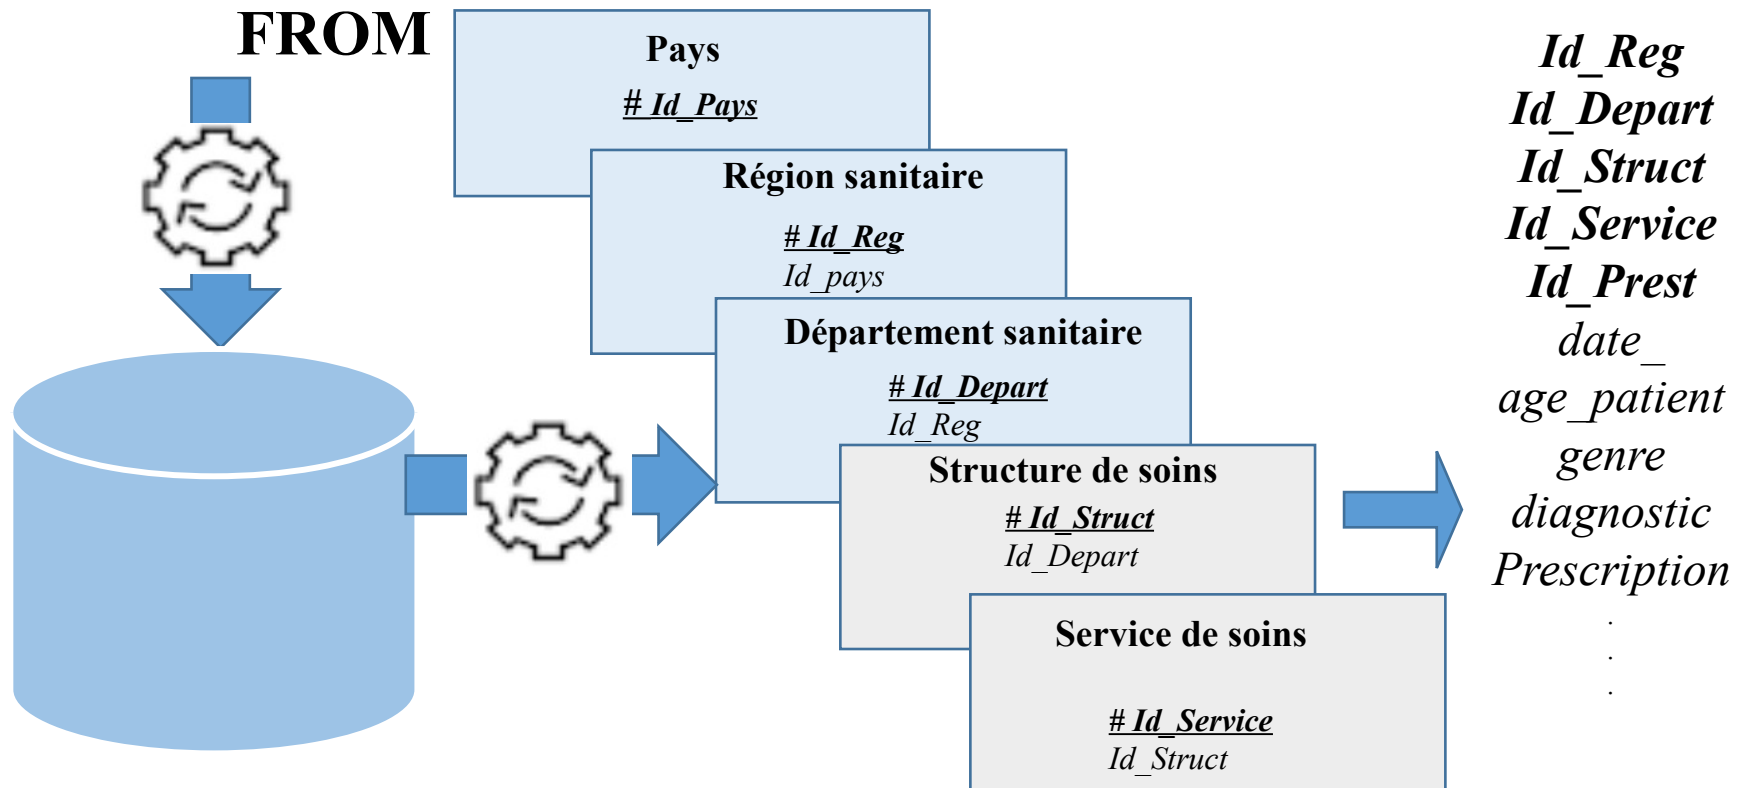 FROM
Pays
# Id_Pays
Région sanitaire
# Id_Reg
Id_pays
Département sanitaire
# Id_Depart
Id_Reg
Structure de soins
# Id_Struct
Id_Depart
Service de soins
# Id_Service
Id_Struct
Id_Reg
Id_Depart
Id_Struct
Id_Service
Id_Prest
date_
age_patient
genre
diagnostic
Prescription
.
.
.